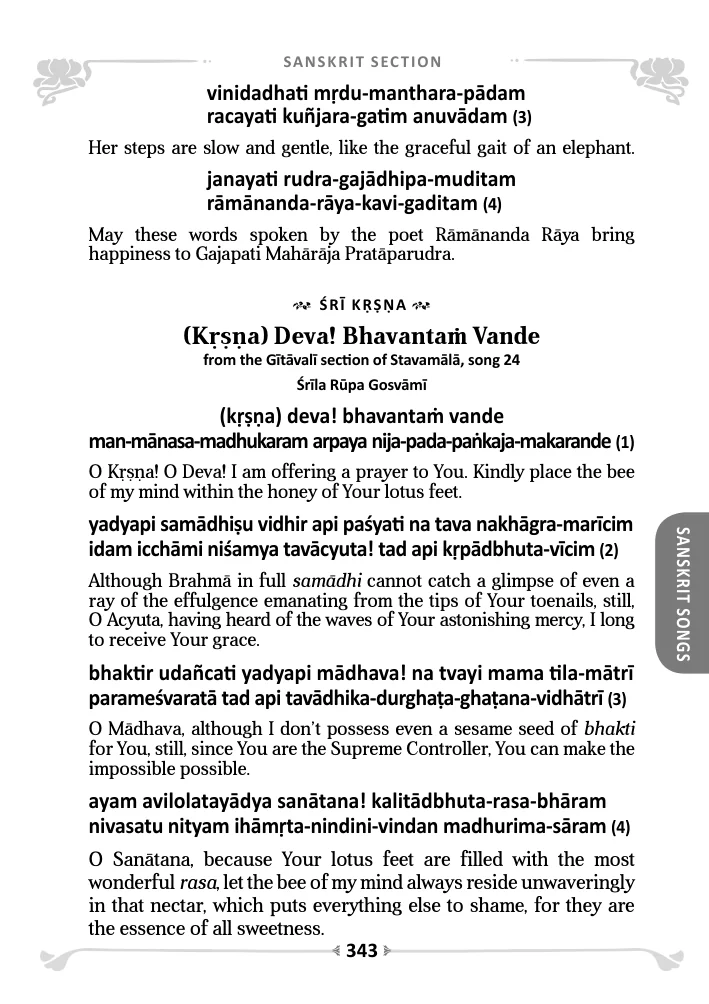 SANSKRIT SECTION
vinidadhati mṛdu-manthara-pādam
racayati kuñjara-gatim anuvādam (3)
Her steps are slow and gentle, like the graceful gait of an elephant.
janayati rudra-gajādhipa-muditam
rāmānanda-rāya-kavi-gaditam (4)
May these words spoken by the poet Rāmānanda Rāya bring
happiness to Gajapati Mahārāja Pratāparudra.
ŚRĪ KṚṢṆA
(Kṛṣṇa) Deva! Bhavantaṁ Vande
from the Gītāvalī section of Stavamālā, song 24
Śrīla Rūpa Gosvāmī
(kṛṣṇa) deva! bhavantaṁ vande
man-mānasa-madhukaram arpaya nija-pada-paṅkaja-makarande (1)
O Kṛṣṇa! O Deva! I am offering a prayer to You. Kindly place the bee
of my mind within the honey of Your lotus feet.
yadyapi samādhiṣu vidhir api paśyati na tava nakhāgra-marīcim
idam icchāmi niśamya tavācyuta! tad api kṛpādbhuta-vīcim (2)
Although Brahmā in full samādhi cannot catch a glimpse of even a
ray of the effulgence emanating from the tips of Your toenails, still,
O Acyuta, having heard of the waves of Your astonishing mercy, I long
to receive Your grace.
bhaktir udañcati yadyapi mādhava! na tvayi mama tila-mātrī
parameśvaratā tad api tavādhika-durghaṭa-ghaṭana-vidhātrī (3)
O Mādhava, although I don’t possess even a sesame seed of bhakti
for You, still, since You are the Supreme Controller, You can make the
impossible possible.
ayam avilolatayādya sanātana! kalitādbhuta-rasa-bhāram
nivasatu nityam ihāmṛta-nindini-vindan madhurima-sāram (4)
O Sanātana, because Your lotus feet are filled with the most
wonderful rasa, let the bee of my mind always reside unwaveringly
in that nectar, which puts everything else to shame, for they are
the essence of all sweetness.
343
SANSKRIT SONGS